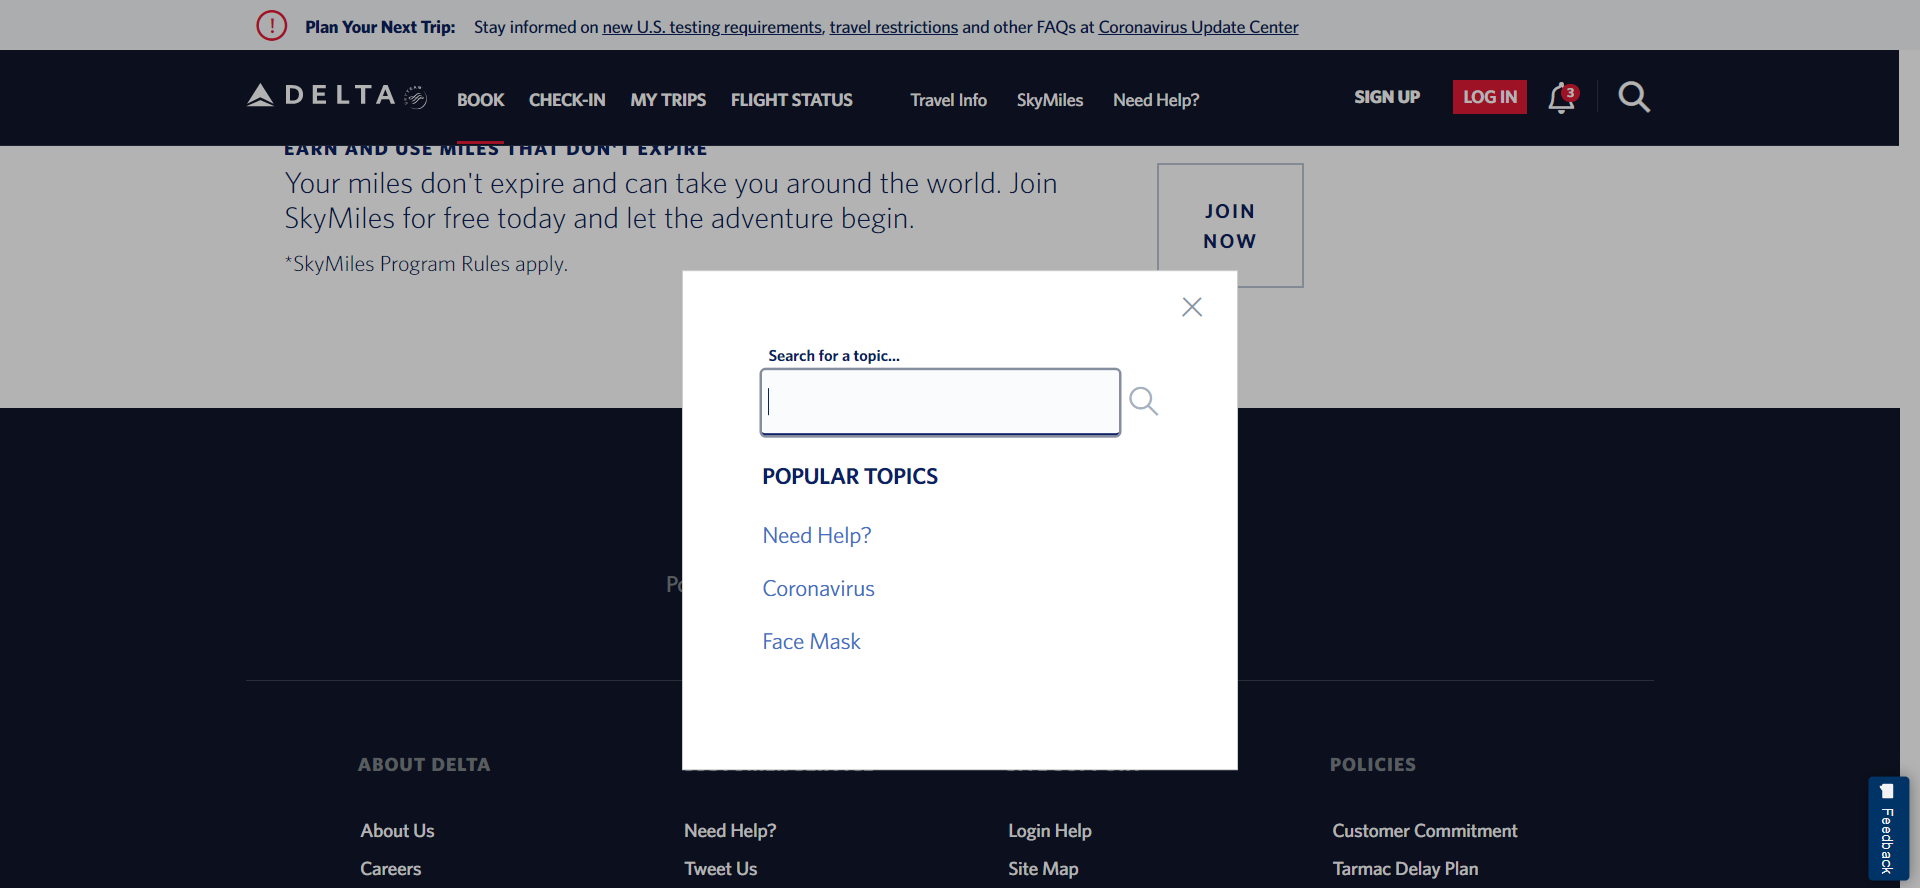 Plan Your Next Trip: Stay informed on new U.S. testing requirements, travel restrictions and other FAQs at Coronavirus Update Center
DELTA BOOK CHECK-IN MY TRIPS FLIGHT STATUS Travel Info SkyMiles Need Help? SIGN UP LOG IN 3
EARN AND USE MILES THAT DON'T EXPIRE
Your miles don't expire and can take you around the world. Join
SkyMiles for free today and let the adventure begin.
*SkyMiles Program Rules apply.
JOIN
NOW
Search for a topic...
POPULAR TOPICS
Need Help?
Coronavirus
Face Mask
ABOUT DELTA
POLICIES
About Us
Need Help?
Login Help
Customer Commitment
Careers
Tweet Us
Site Map
Tarmac Delay Plan
Feedback